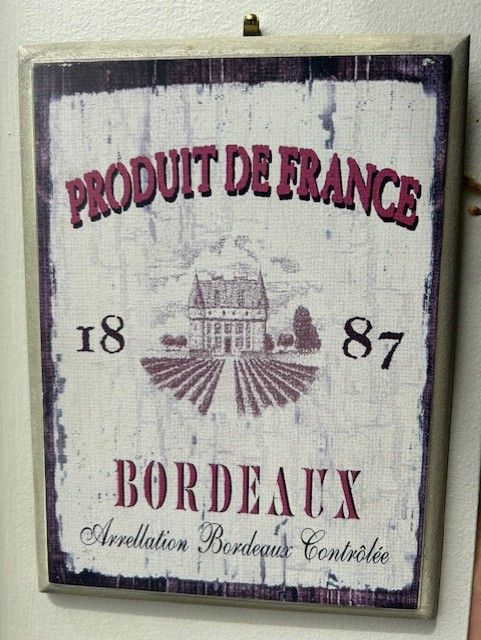 PRODUIT DE FRANCE
18 87
BORDEAUX
Arrellation Bordeaux Contrôlée